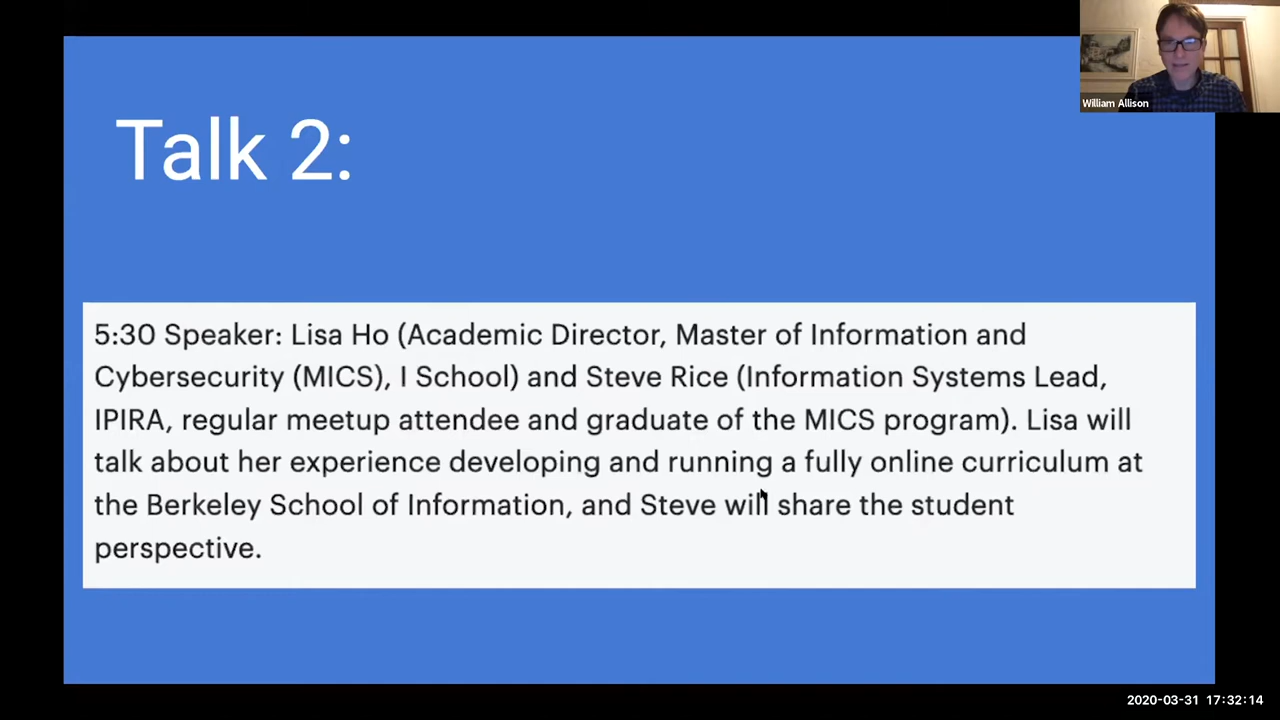 William Allison
Talk 2:
5:30 Speaker: Lisa Ho (Academic Director, Master of Information and
Cybersecurity (MICS), I School) and Steve Rice (Information Systems Lead,
IPIRA, regular meetup attendee and graduate of the MICS program). Lisa will
talk about her experience developing and running a fully online curriculum at
the Berkeley School of Information, and Steve will share the student
perspective.
2020-03-31 17:32:14